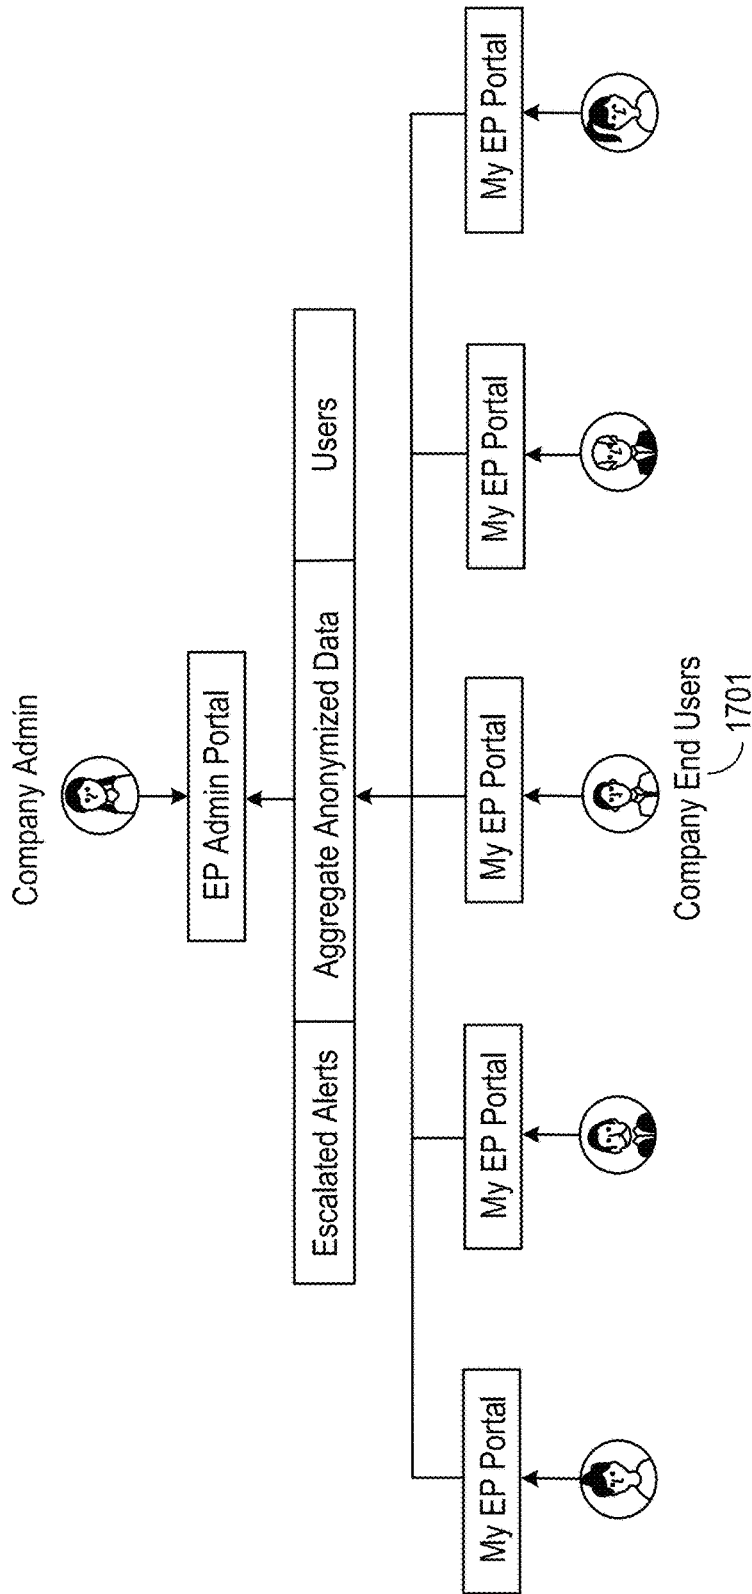 Company Admin
EP Admin Portal
Escalated Alerts
Aggregate Anonymized Data
Users
My EP Portal
My EP Portal
My EP Portal
My EP Portal
My EP Portal
Company End Users
1701